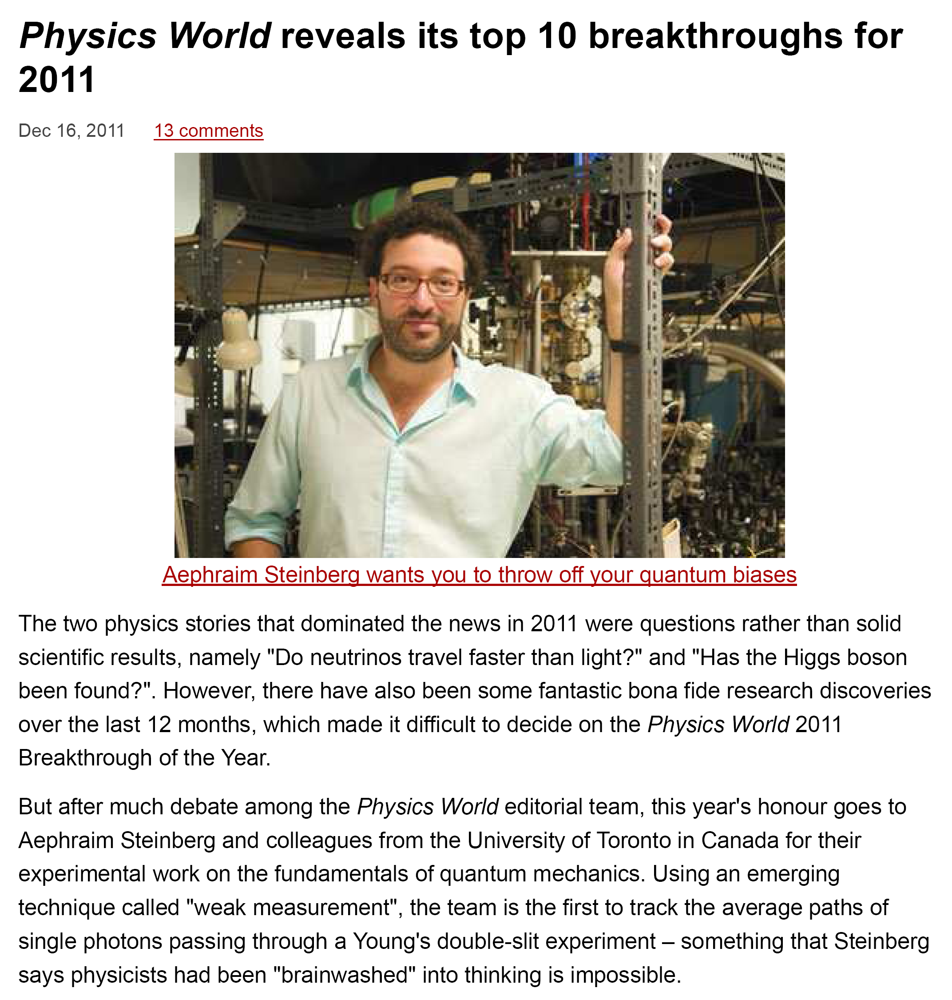 Physics World reveals its top 10 breakthroughs for
2011
Dec 16, 2011 13 comments
Aephraim Steinberg wants you to throw off your quantum biases
The two physics stories that dominated the news in 2011 were questions rather than solid
scientific results, namely "Do neutrinos travel faster than light?" and "Has the Higgs boson
been found?". However, there have also been some fantastic bona fide research discoveries
over the last 12 months, which made it difficult to decide on the Physics World 2011
Breakthrough of the Year.
But after much debate among the Physics World editorial team, this year's honour goes to
Aephraim Steinberg and colleagues from the University of Toronto in Canada for their
experimental work on the fundamentals of quantum mechanics. Using an emerging
technique called "weak measurement", the team is the first to track the average paths of
single photons passing through a Young's double-slit experiment – something that Steinberg
says physicists had been "brainwashed" into thinking is impossible.